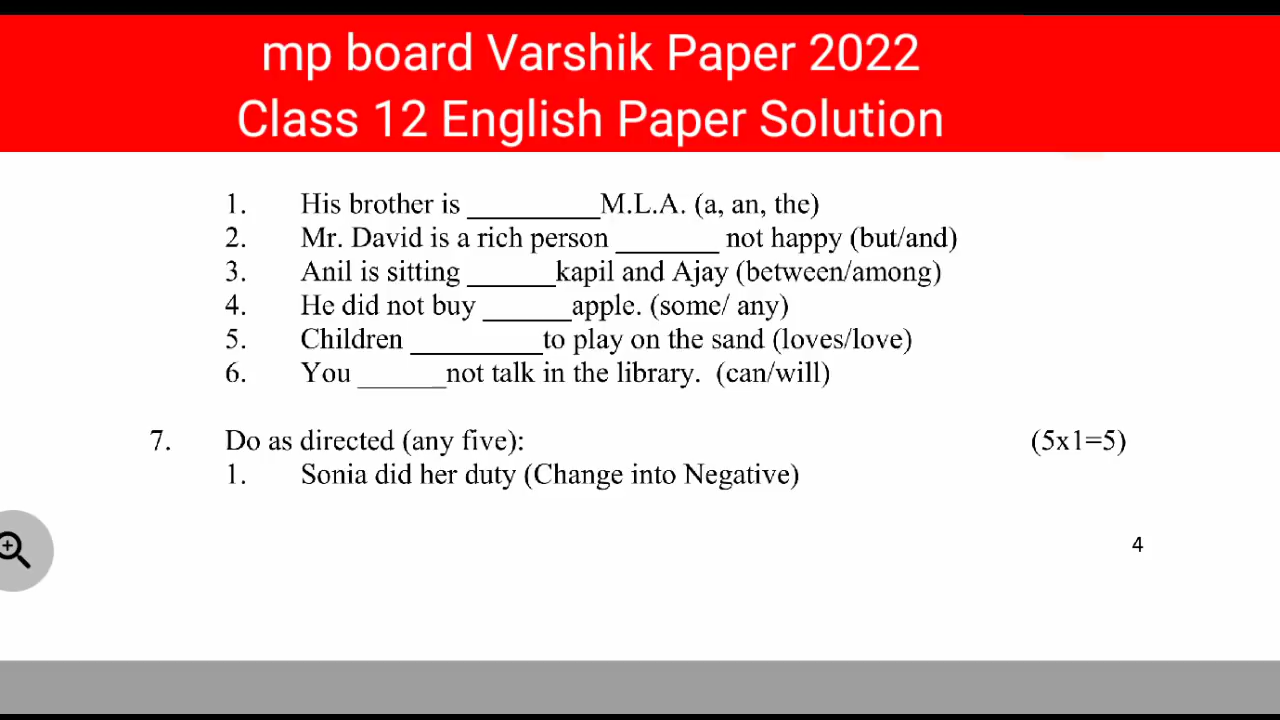 mp board Varshik Paper 2022
Class 12 English Paper Solution
1. His brother is _________M.L.A. (a, an, the)
2. Mr. David is a rich person _______ not happy (but/and)
3. Anil is sitting ______kapil and Ajay (between/among)
4. He did not buy ______apple. (some/ any)
5. Children _________to play on the sand (loves/love)
6. You ______not talk in the library. (can/will)
7. Do as directed (any five): (5x1=5)
1. Sonia did her duty (Change into Negative)
4